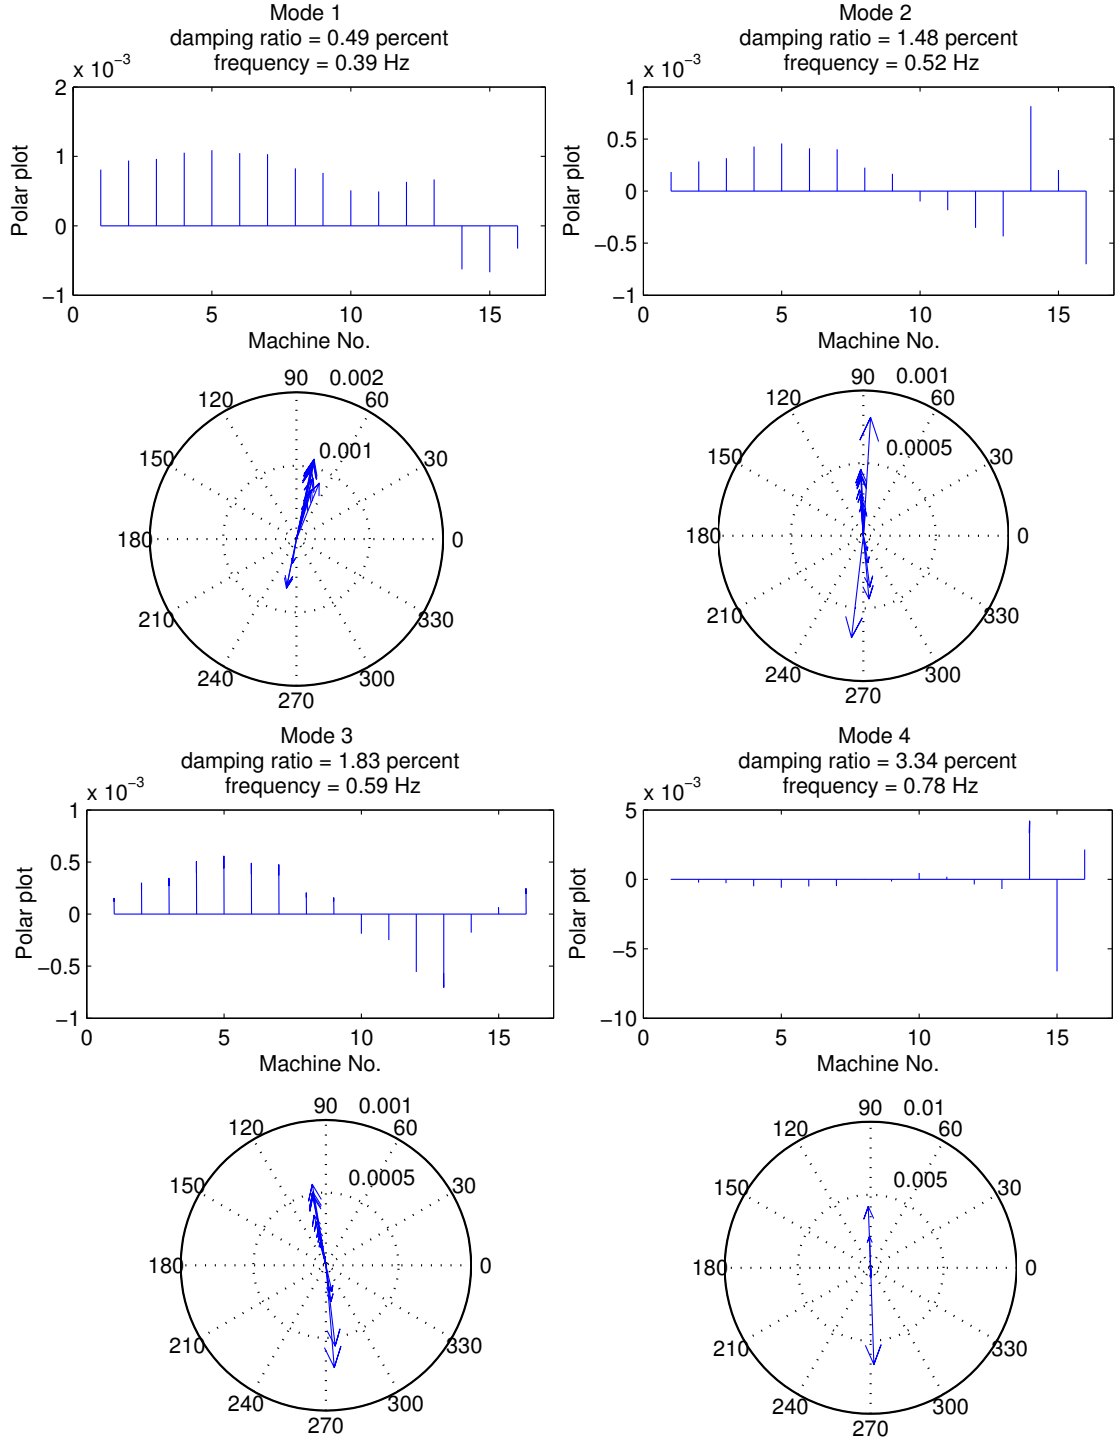 Mode 1
damping ratio = 0.49 percent
frequency = 0.39 Hz
x 10⁻³
2
1
0
−1
Polar plot
0 5 10 15
Machine No.
90 0.002
120 60
0.001
150 30
180 0
210 330
240 300
270
Mode 2
damping ratio = 1.48 percent
frequency = 0.52 Hz
x 10⁻³
1
0.5
0
−0.5
−1
Polar plot
0 5 10 15
Machine No.
90 0.001
120 60
0.0005
150 30
180 0
210 330
240 300
270
Mode 3
damping ratio = 1.83 percent
frequency = 0.59 Hz
x 10⁻³
1
0.5
0
−0.5
−1
Polar plot
0 5 10 15
Machine No.
90 0.001
120 60
0.0005
150 30
180 0
210 330
240 300
270
Mode 4
damping ratio = 3.34 percent
frequency = 0.78 Hz
x 10⁻³
5
0
−5
−10
Polar plot
0 5 10 15
Machine No.
90 0.01
120 60
0.005
150 30
180 0
210 330
240 300
270